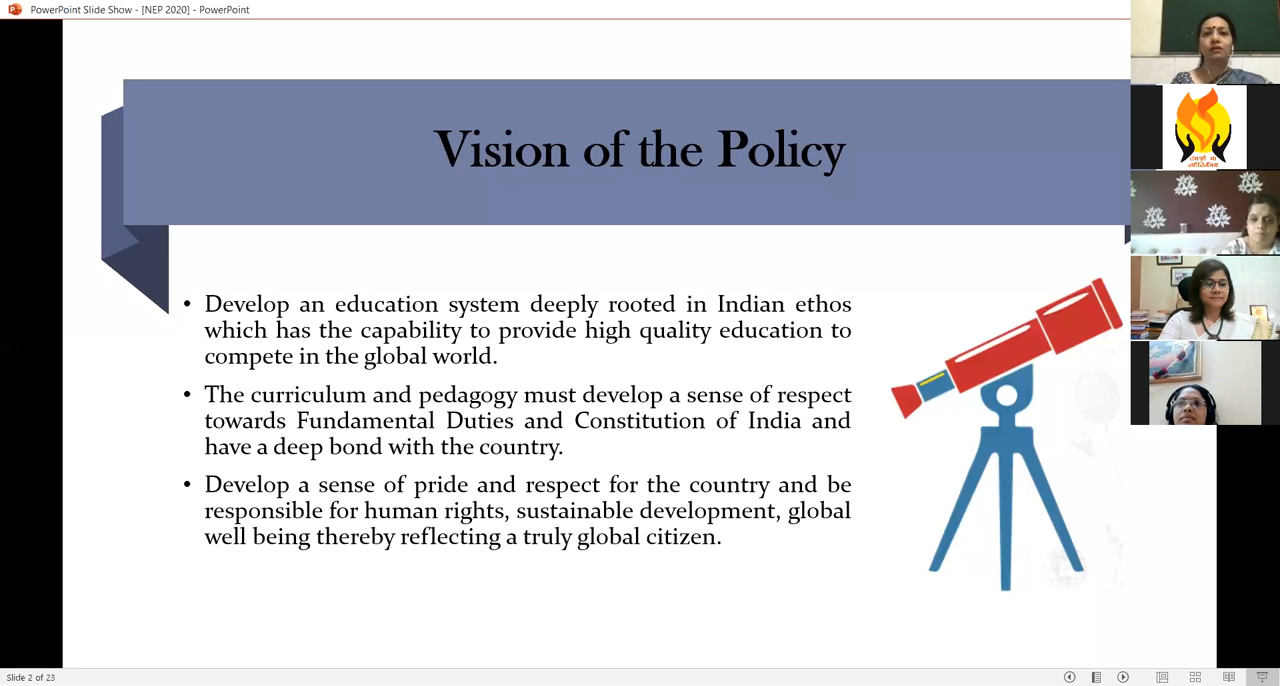 PowerPoint Slide Show - [NEP 2020] - PowerPoint
Vision of the Policy
• Develop an education system deeply rooted in Indian ethos
which has the capability to provide high quality education to
compete in the global world.
• The curriculum and pedagogy must develop a sense of respect
towards Fundamental Duties and Constitution of India and
have a deep bond with the country.
• Develop a sense of pride and respect for the country and be
responsible for human rights, sustainable development, global
well being thereby reflecting a truly global citizen.
Slide 2 of 23